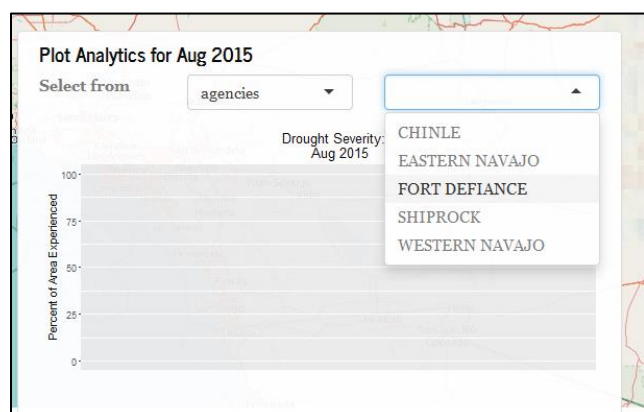 Plot Analytics for Aug 2015
Select from
agencies
CHINLE
EASTERN NAVAJO
FORT DEFIANCE
SHIPROCK
WESTERN NAVAJO
Drought Severity:
Aug 2015
Percent of Area Experienced
100
75
50
25
0